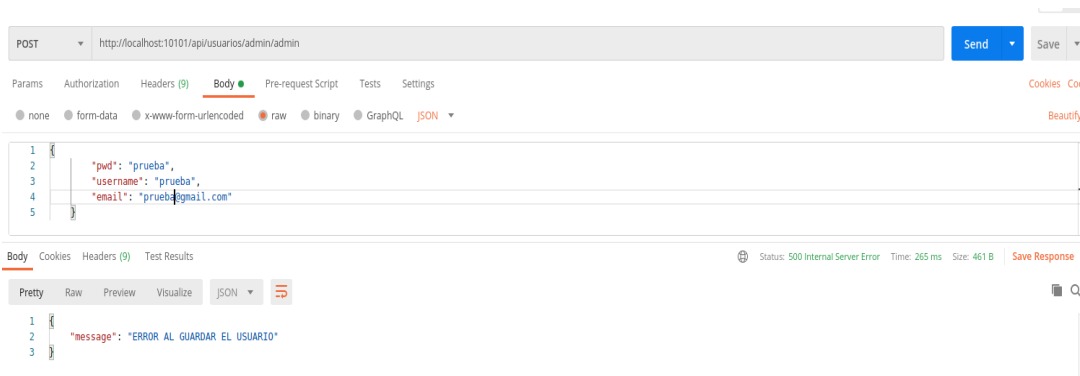 POST http://localhost:10101/api/usuarios/admin/admin Send Save
Params Authorization Headers (9) Body Pre-request Script Tests Settings Cookies
none form-data x-www-form-urlencoded raw binary GraphQL JSON Beautify
1 {
2 "pwd": "prueba",
3 "username": "prueba",
4 "email": "prueba@gmail.com"
5 }
Body Cookies Headers (9) Test Results Status: 500 Internal Server Error Time: 265 ms Size: 461 B Save Response
Pretty Raw Preview Visualize JSON
1 {
2 "message": "ERROR AL GUARDAR EL USUARIO"
3 }